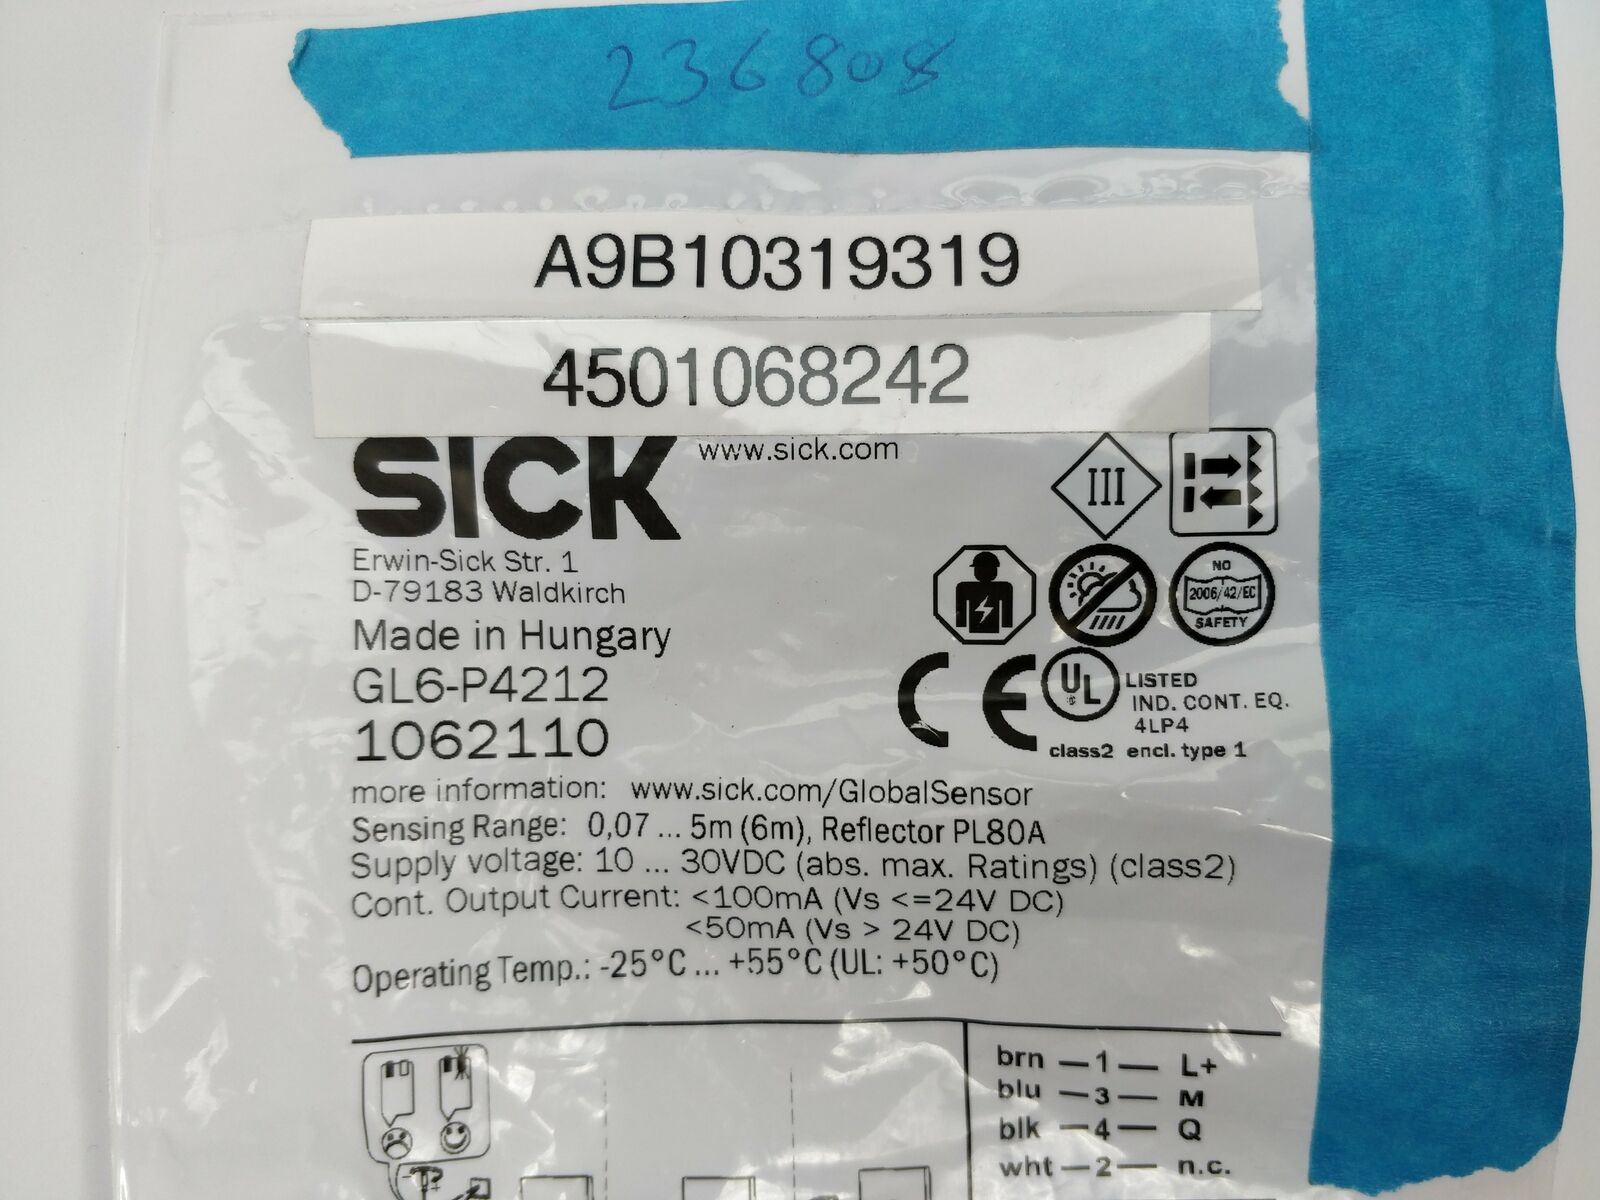 236808
A9B10319319
4501068242
SICK www.sick.com
Erwin-Sick Str. 1
D-79183 Waldkirch
Made in Hungary
GL6-P4212
1062110
III
NO
2006/42/EC
SAFETY
CE
UL LISTED
IND. CONT. EQ.
4LP4
class2 encl. type 1
more information: www.sick.com/GlobalSensor
Sensing Range: 0,07 ... 5m (6m), Reflector PL80A
Supply voltage: 10 ... 30VDC (abs. max. Ratings) (class2)
Cont. Output Current: <100mA (Vs <=24V DC)
<50mA (Vs > 24V DC)
Operating Temp.: -25°C ... +55°C (UL: +50°C)
brn — 1 — L+
blu — 3 — M
blk — 4 — Q
wht — 2 — n.c.